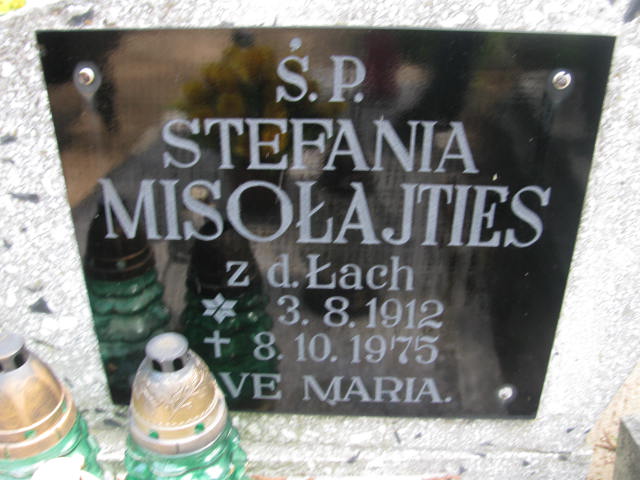 Ś.P.
STEFANIA
MISOŁAJTIES
z d. Łach
3.8.1912
8.10.1975
VE MARIA.